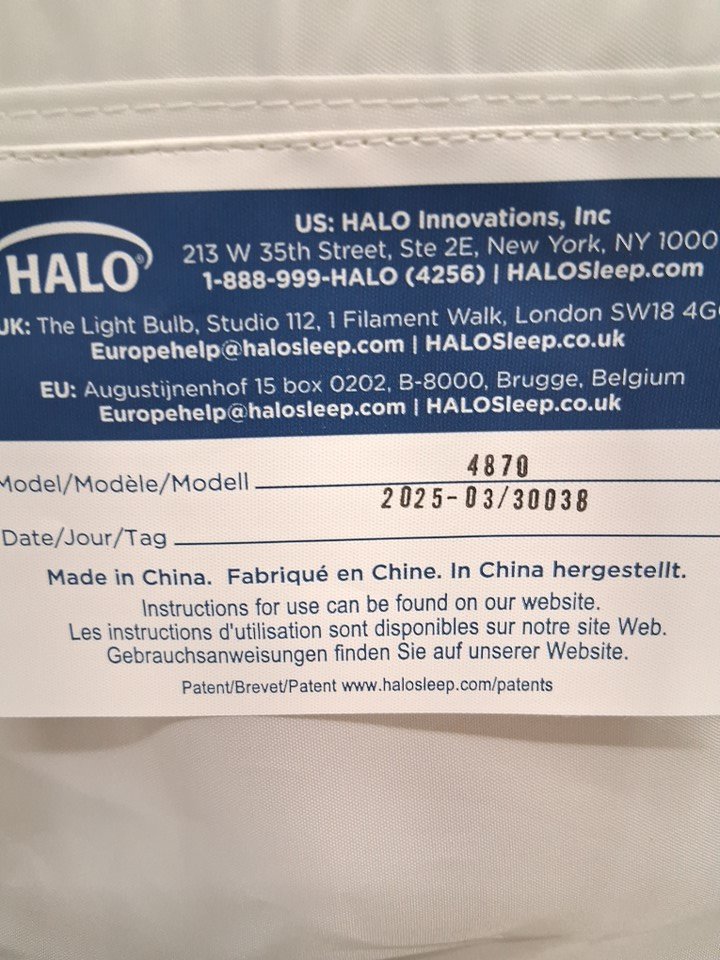 HALO®
US: HALO Innovations, Inc
213 W 35th Street, Ste 2E, New York, NY 1000
1-888-999-HALO (4256) | HALOSleep.com
UK: The Light Bulb, Studio 112, 1 Filament Walk, London SW18 4G
Europehelp@halosleep.com | HALOSleep.co.uk
EU: Augustijnenhof 15 box 0202, B-8000, Brugge, Belgium
Europehelp@halosleep.com | HALOSleep.co.uk
Model/Modèle/Modell 4870
2025-03/30038
Date/Jour/Tag
Made in China. Fabriqué en Chine. In China hergestellt.
Instructions for use can be found on our website.
Les instructions d'utilisation sont disponibles sur notre site Web.
Gebrauchsanweisungen finden Sie auf unserer Website.
Patent/Brevet/Patent www.halosleep.com/patents